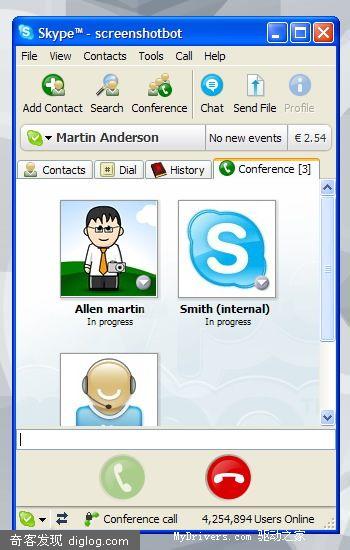 Skype™ - screenshotbot
File View Contacts Tools Call Help
Add Contact Search Conference Chat Send File Profile
Martin Anderson No new events € 2.54
Contacts # Dial History Conference [3]
S
Allen martin Smith (internal)
In progress In progress
Conference call 4,254,894 Users Online
奇客发现 diglog.com MyDrivers.com 驱动之家